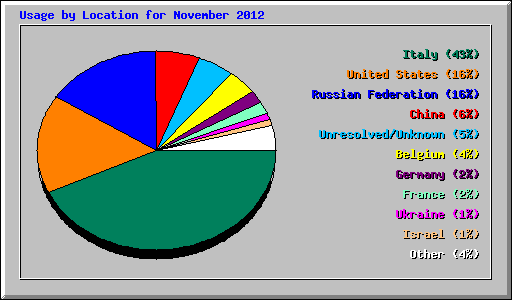 Usage by Location for November 2012
Italy (43%)
United States (16%)
Russian Federation (16%)
China (6%)
Unresolved/Unknown (5%)
Belgium (4%)
Germany (2%)
France (2%)
Ukraine (1%)
Israel (1%)
Other (4%)